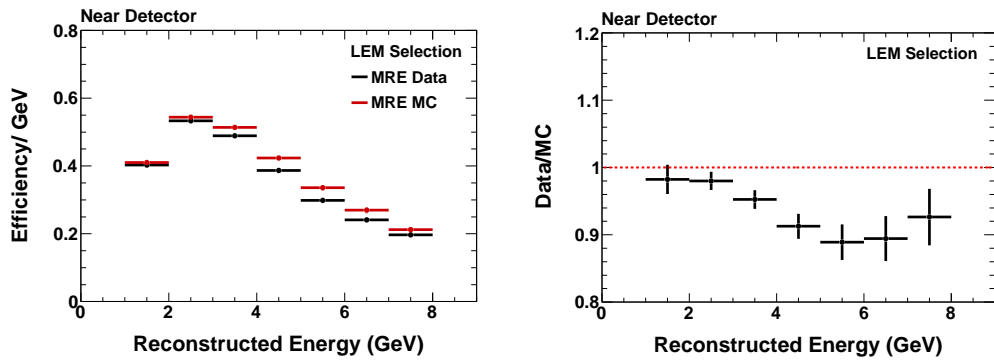 Near Detector
LEM Selection
MRE Data
MRE MC
Efficiency/ GeV
0.8
0.6
0.4
0.2
0
0 2 4 6 8
Reconstructed Energy (GeV)
Near Detector
LEM Selection
Data/MC
1.2
1.1
1
0.9
0.8
0 2 4 6 8
Reconstructed Energy (GeV)